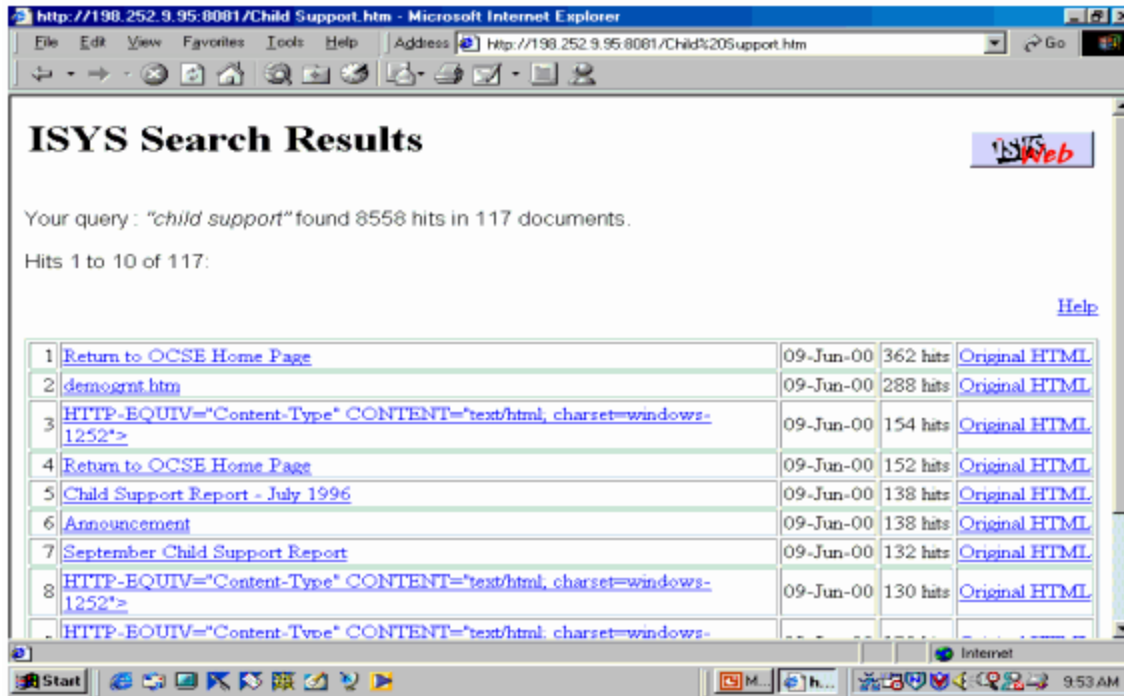 http://198.252.9.95:8081/Child Support.htm - Microsoft Internet Explorer
File Edit View Favorites Tools Help Address http://198.252.9.95:8081/Child%20Support.htm Go
ISYS Search Results
ISYS Web
Your query : "child support" found 8558 hits in 117 documents.
Hits 1 to 10 of 117:
Help
1 Return to OCSE Home Page 09-Jun-00 362 hits Original HTML
2 demogrnt.htm 09-Jun-00 288 hits Original HTML
3 HTTP-EQUIV="Content-Type" CONTENT="text/html; charset=windows-
1252"> 09-Jun-00 154 hits Original HTML
4 Return to OCSE Home Page 09-Jun-00 152 hits Original HTML
5 Child Support Report - July 1996 09-Jun-00 138 hits Original HTML
6 Announcement 09-Jun-00 138 hits Original HTML
7 September Child Support Report 09-Jun-00 132 hits Original HTML
8 HTTP-EQUIV="Content-Type" CONTENT="text/html; charset=windows-
1252"> 09-Jun-00 130 hits Original HTML
HTTP-EQUIV="Content-Type" CONTENT="text/html; charset=windows-
Internet
Start M... h... 9:53 AM